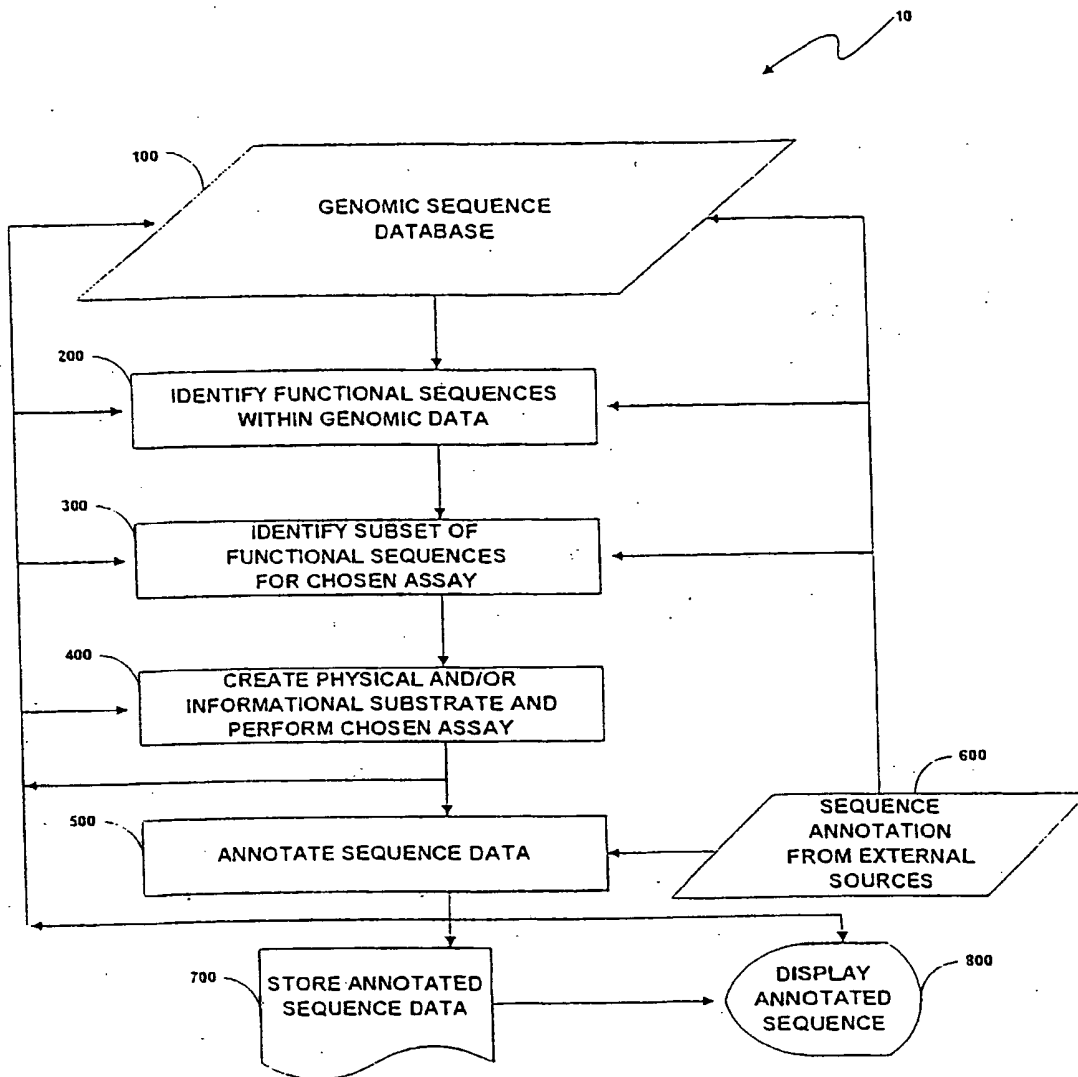 10
100
GENOMIC SEQUENCE
DATABASE
200
IDENTIFY FUNCTIONAL SEQUENCES
WITHIN GENOMIC DATA
300
IDENTIFY SUBSET OF
FUNCTIONAL SEQUENCES
FOR CHOSEN ASSAY
400
CREATE PHYSICAL AND/OR
INFORMATIONAL SUBSTRATE AND
PERFORM CHOSEN ASSAY
500
ANNOTATE SEQUENCE DATA
600
SEQUENCE
ANNOTATION
FROM EXTERNAL
SOURCES
700
STORE ANNOTATED
SEQUENCE DATA
800
DISPLAY
ANNOTATED
SEQUENCE